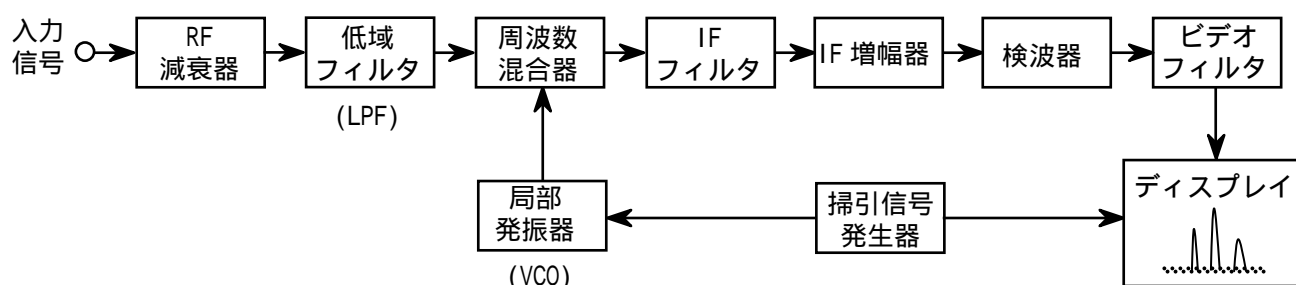 入力
信号
RF
減衰器
低域
フィルタ
(LPF)
周波数
混合器
IF
フィルタ
IF 増幅器
検波器
ビデオ
フィルタ
局部
発振器
(VCO)
掃引信号
発生器
ディスプレイ